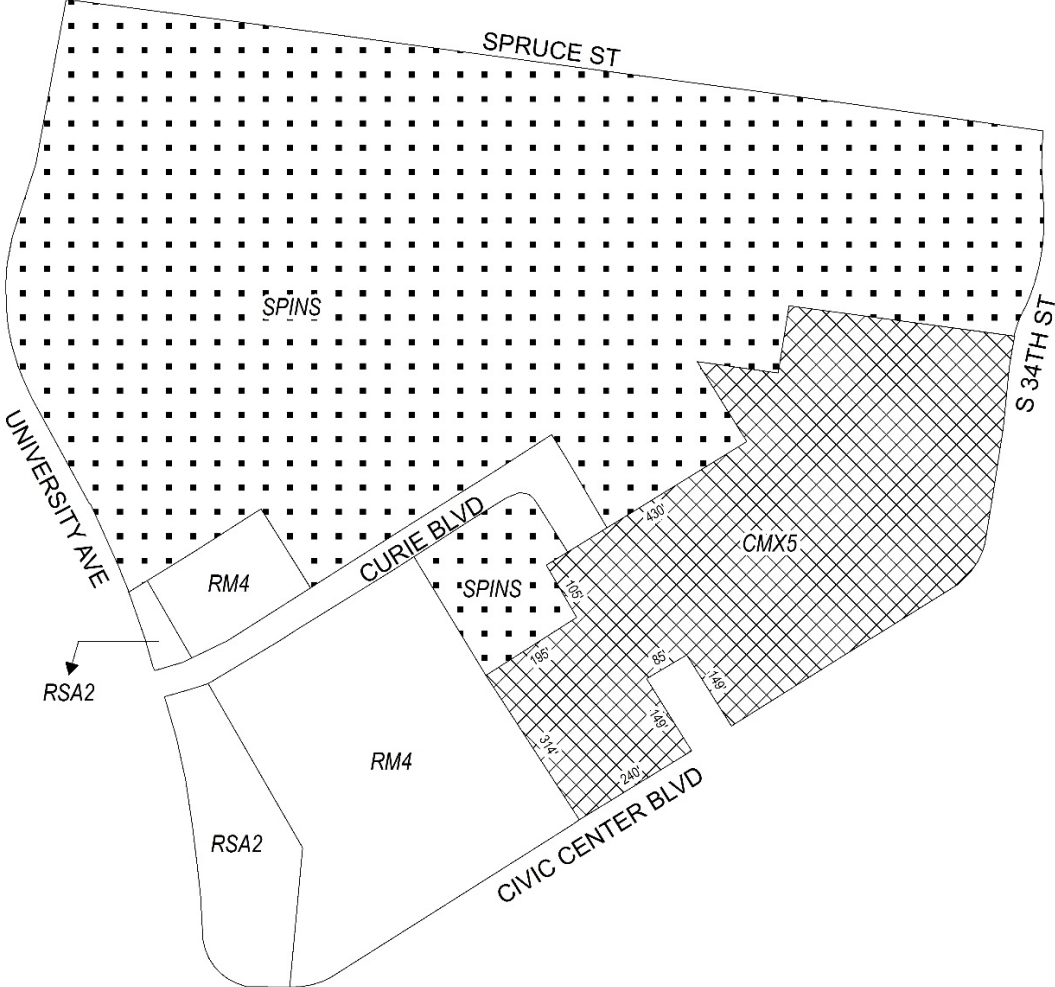 SPRUCE ST
SPINS
S 34TH ST
UNIVERSITY AVE
CURIE BLVD
430'
CMX5
RM4
SPINS
105'
195'
85'
149'
RSA2
149'
314'
RM4
240'
CIVIC CENTER BLVD
RSA2